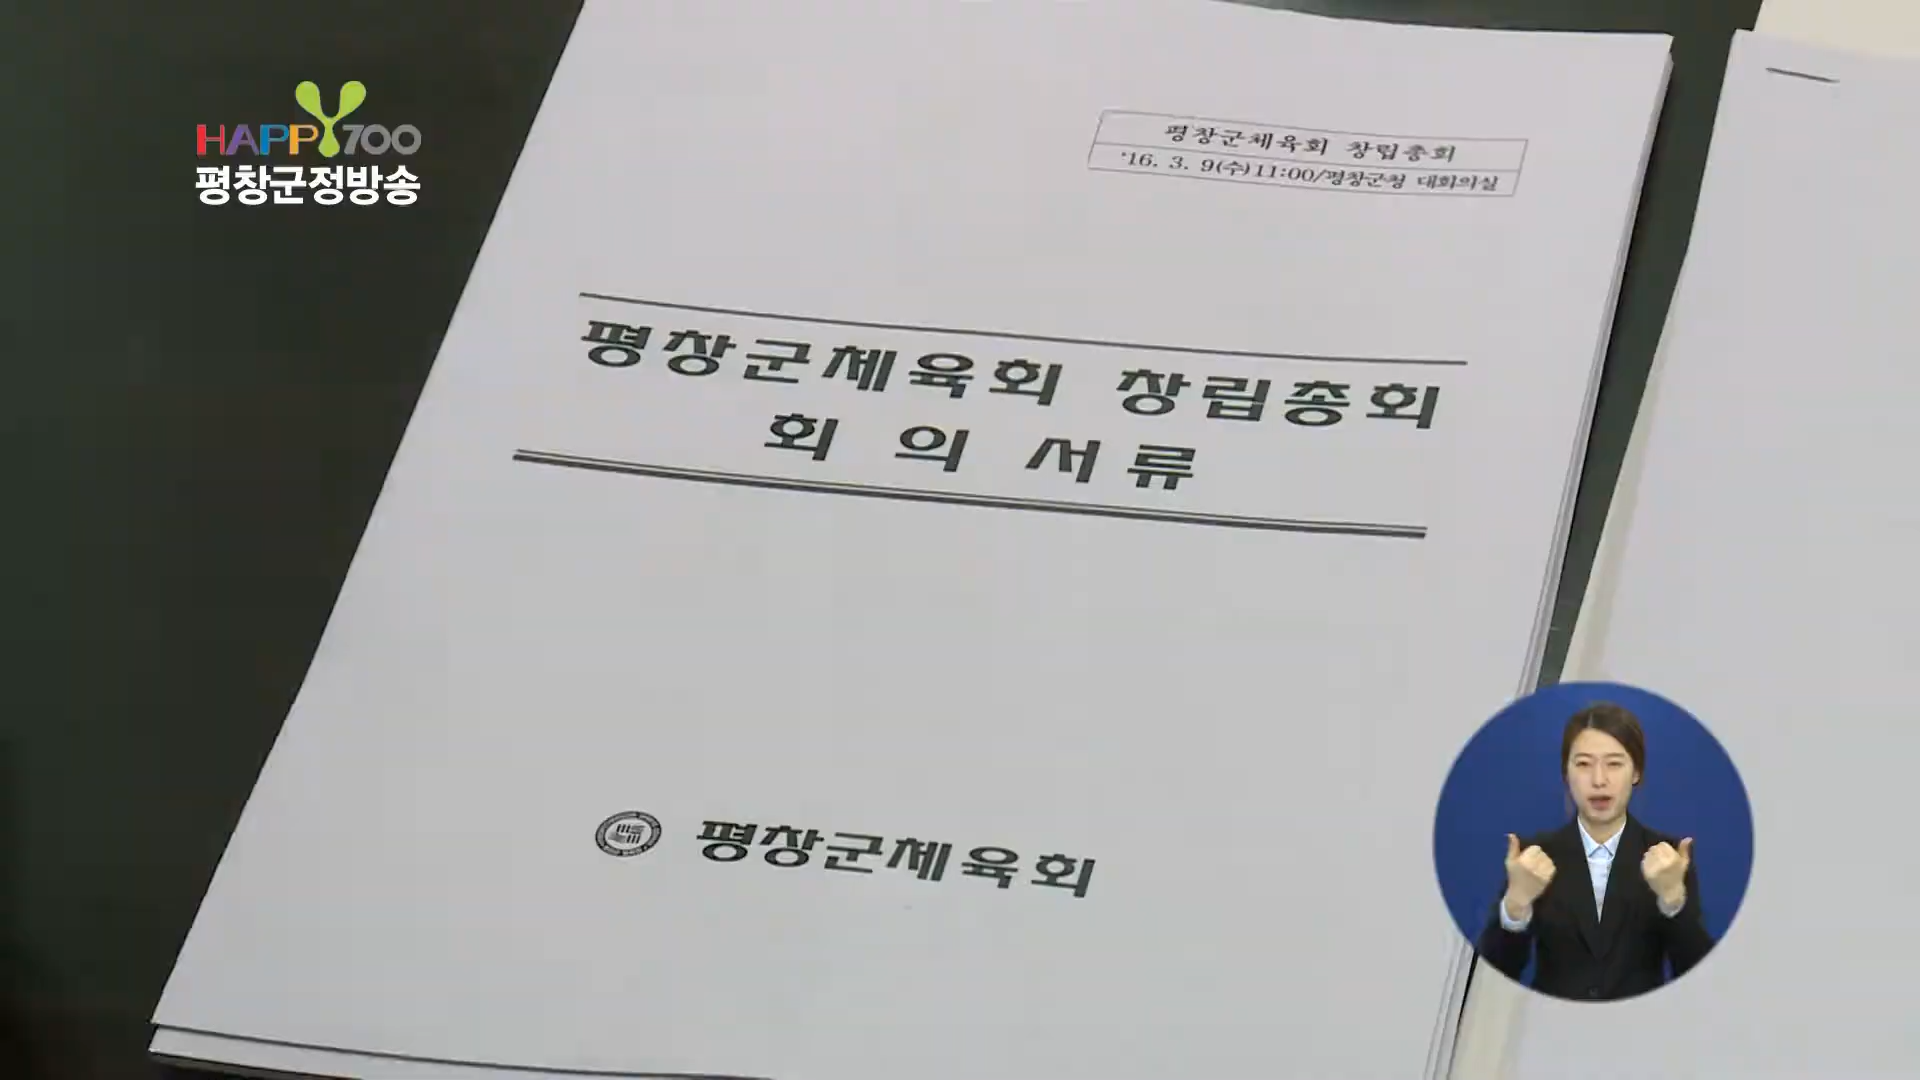 HAPPY700
평창군정방송
평창군체육회 창립총회
'16. 3. 9(수)11:00/평창군청 대회의실
평창군체육회 창립총회
회 의 서 류
평창군체육회